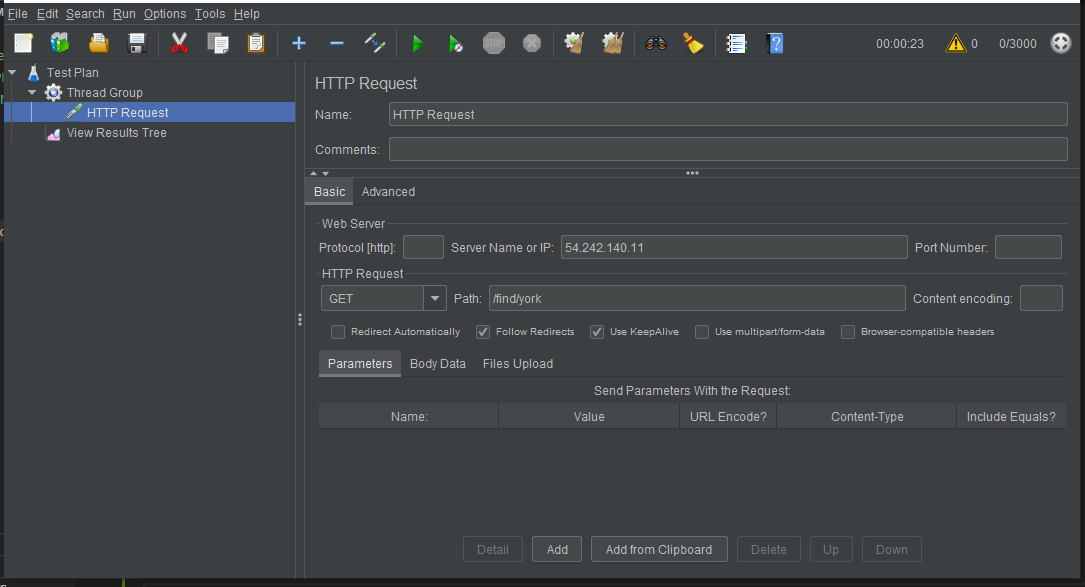 File Edit Search Run Options Tools Help
STOP
00:00:23 0 0/3000
Test Plan
Thread Group
HTTP Request
View Results Tree
HTTP Request
Name: HTTP Request
Comments:
Basic Advanced
Web Server
Protocol [http]: Server Name or IP: 54.242.140.11 Port Number:
HTTP Request
GET Path: /find/york Content encoding:
Redirect Automatically Follow Redirects Use KeepAlive Use multipart/form-data Browser-compatible headers
Parameters Body Data Files Upload
Send Parameters With the Request:
Name: Value URL Encode? Content-Type Include Equals?
Detail Add Add from Clipboard Delete Up Down